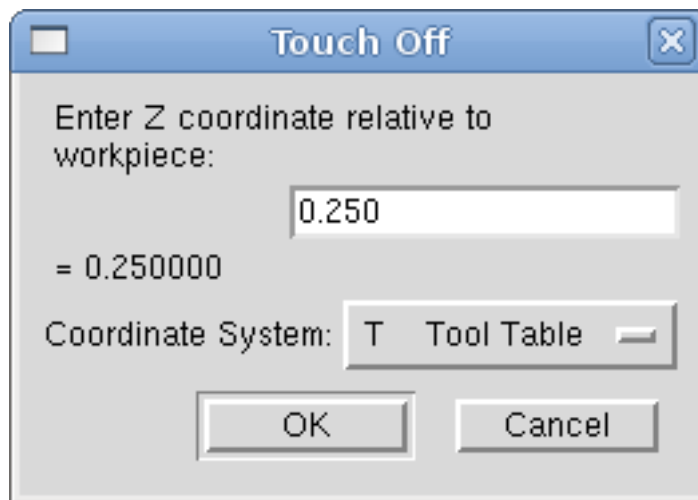 Touch Off
Enter Z coordinate relative to
workpiece:
0.250
= 0.250000
Coordinate System: T Tool Table
OK Cancel